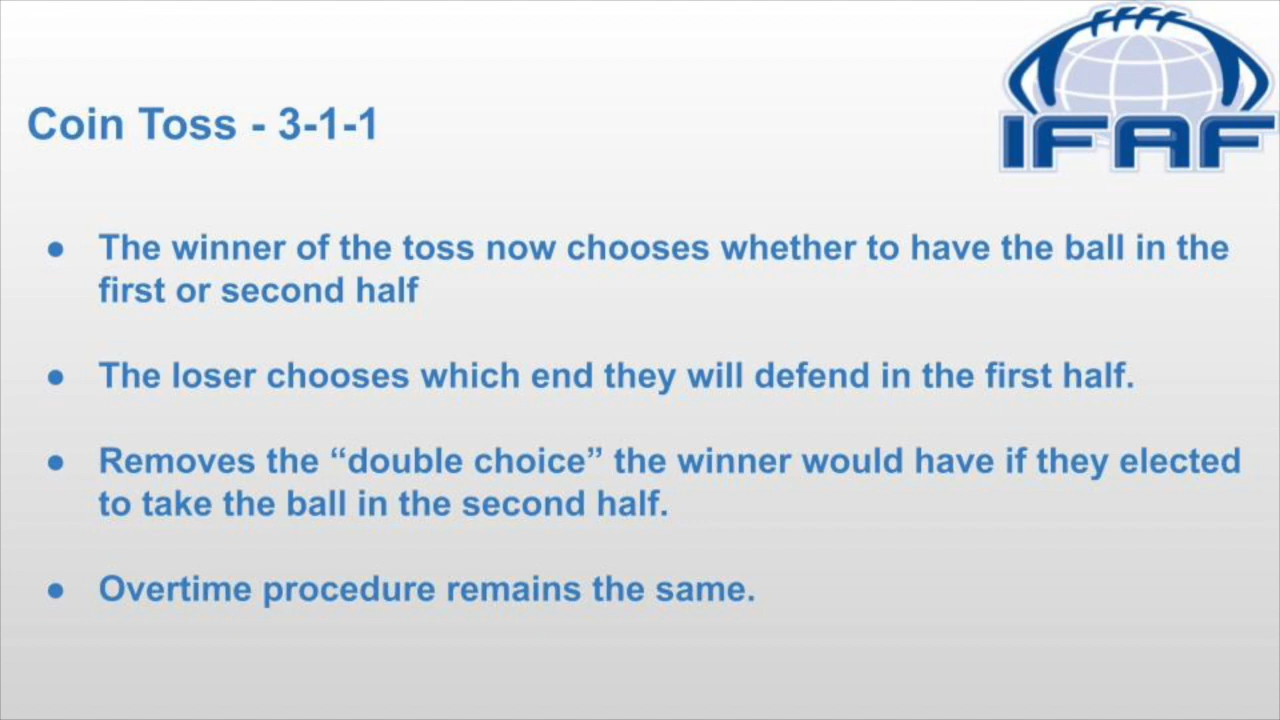 IFAF
Coin Toss - 3-1-1
● The winner of the toss now chooses whether to have the ball in the
first or second half
● The loser chooses which end they will defend in the first half.
● Removes the “double choice” the winner would have if they elected
to take the ball in the second half.
● Overtime procedure remains the same.